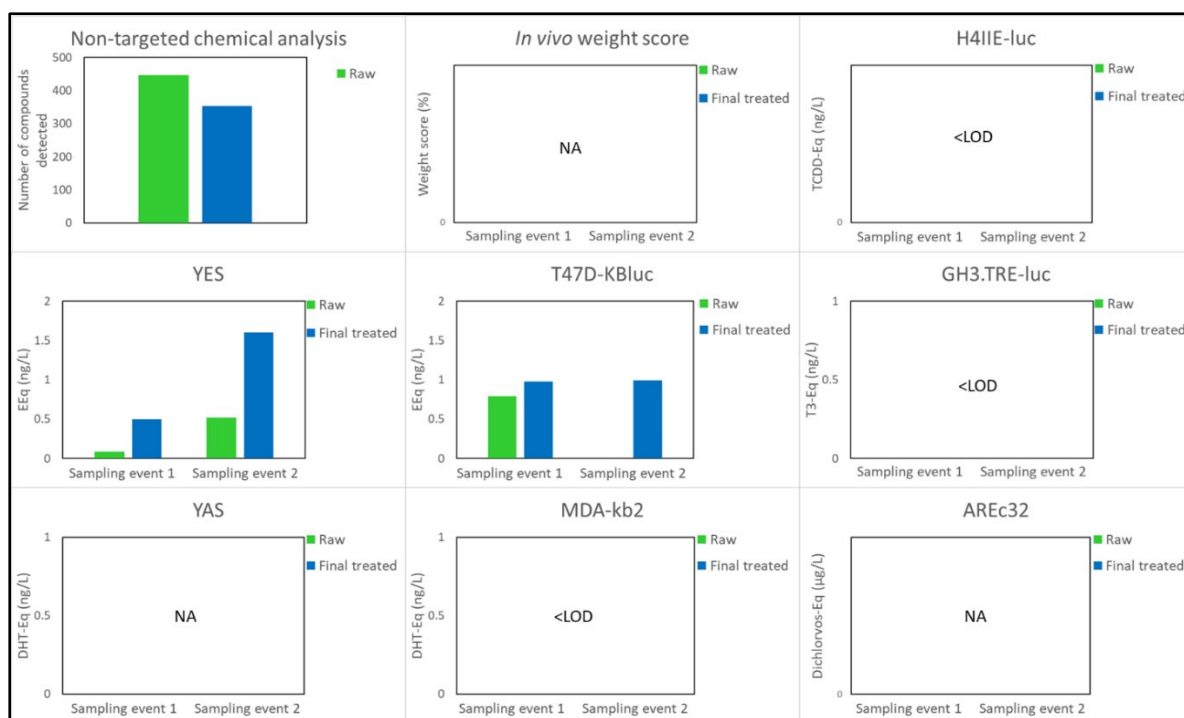 Non-targeted chemical analysis
Number of compounds
detected
500
400
300
200
100
0
Raw
In vivo weight score
Weight score (%)
0
NA
Sampling event 1
Sampling event 2
Raw
Final treated
H4IIE-luc
TCDD-Eq (ng/L)
0
<LOD
Sampling event 1
Sampling event 2
Raw
Final treated
YES
EEq (ng/L)
2
1.5
1
0.5
0
Sampling event 1
Sampling event 2
Raw
Final treated
T47D-KBluc
EEq (ng/L)
2
1.5
1
0.5
0
Sampling event 1
Sampling event 2
Raw
Final treated
GH3.TRE-luc
T3-Eq (ng/L)
1
0.5
0
<LOD
Sampling event 1
Sampling event 2
Raw
Final treated
YAS
DHT-Eq (ng/L)
1
0.5
0
NA
Sampling event 1
Sampling event 2
Raw
Final treated
MDA-kb2
DHT-Eq (ng/L)
1
0.5
0
<LOD
Sampling event 1
Sampling event 2
Raw
Final treated
AREc32
Dichlorvos-Eq (µg/L)
0
NA
Sampling event 1
Sampling event 2
Raw
Final treated